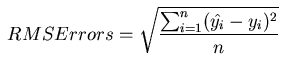 RMSErrors = \sqrt{\frac{\sum_{i=1}^{n} (\hat{y_i} - y_i)^2}{n}}